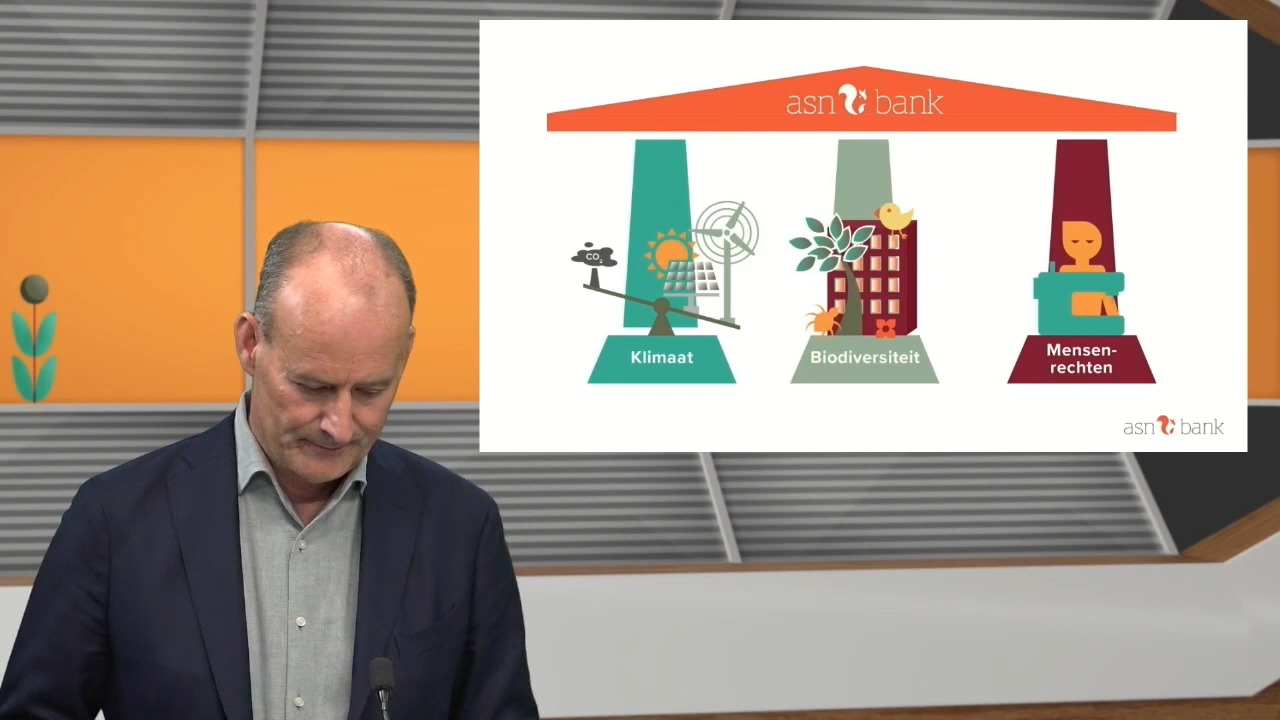 asn bank
CO2
Klimaat
Biodiversiteit
Mensen-
rechten
asn bank